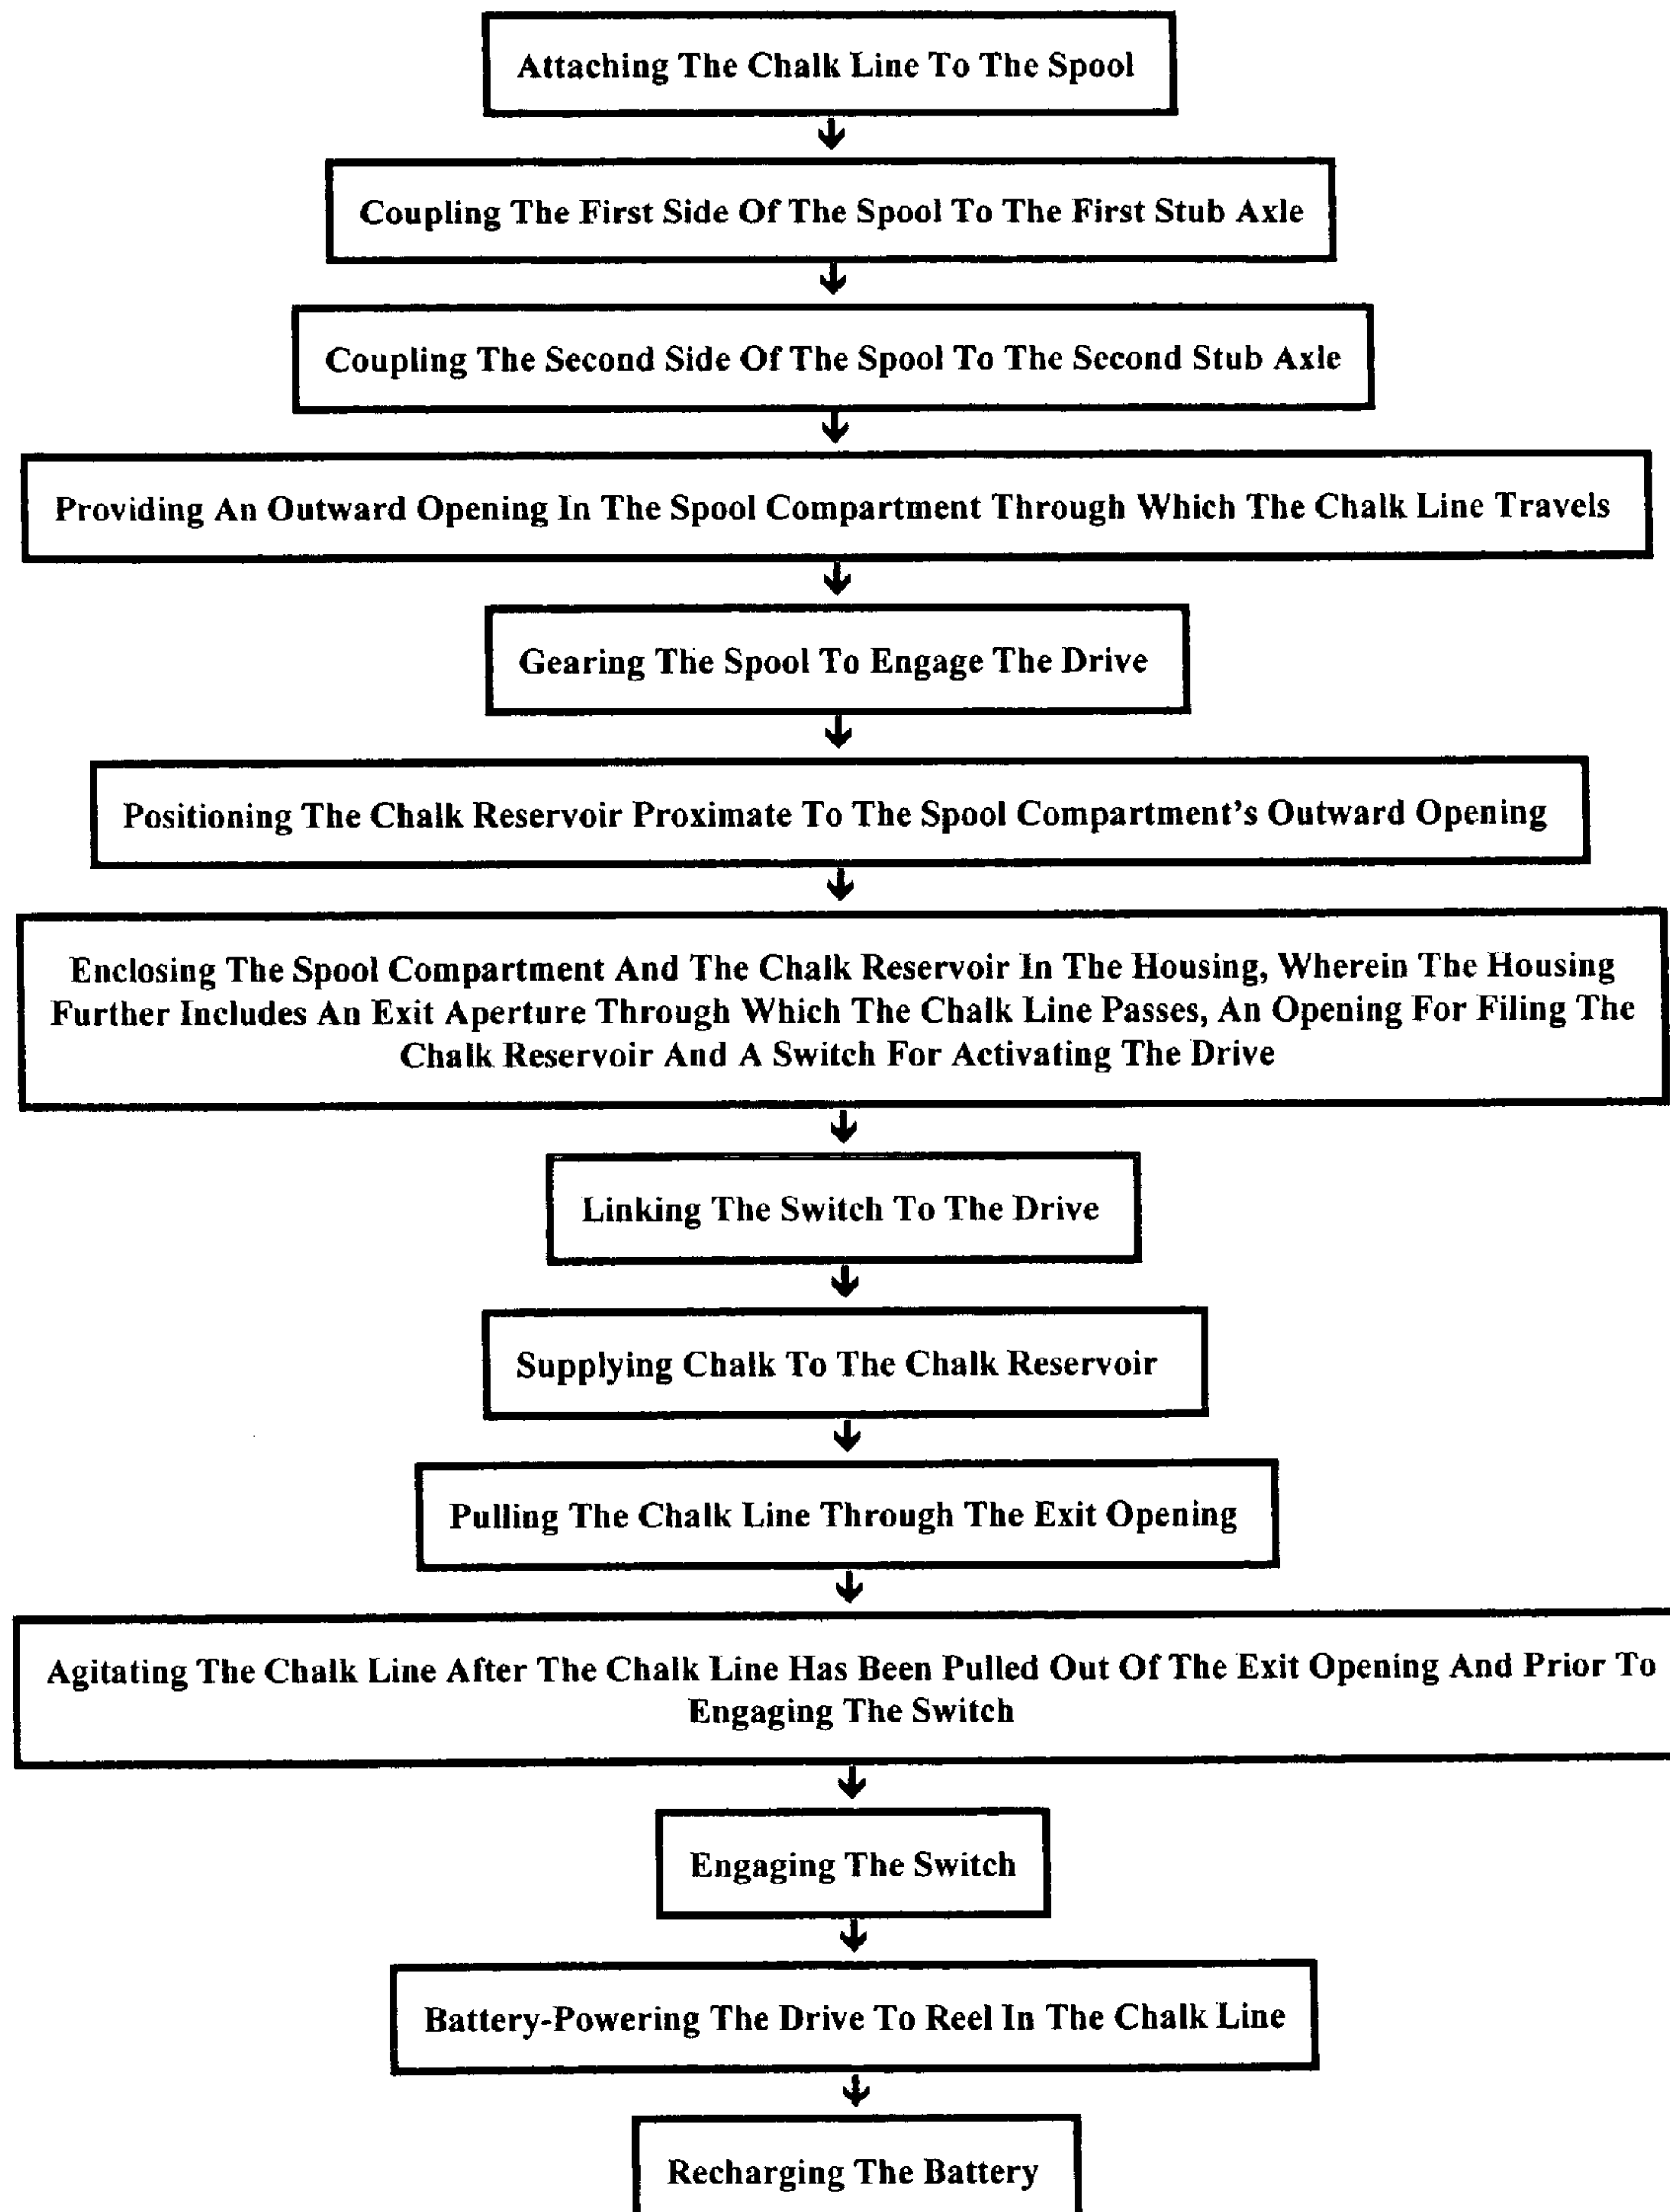 Attaching The Chalk Line To The Spool
Coupling The First Side Of The Spool To The First Stub Axle
Coupling The Second Side Of The Spool To The Second Stub Axle
Providing An Outward Opening In The Spool Compartment Through Which The Chalk Line Travels
Gearing The Spool To Engage The Drive
Positioning The Chalk Reservoir Proximate To The Spool Compartment's Outward Opening
Enclosing The Spool Compartment And The Chalk Reservoir In The Housing, Wherein The Housing
Further Includes An Exit Aperture Through Which The Chalk Line Passes, An Opening For Filing The
Chalk Reservoir And A Switch For Activating The Drive
Linking The Switch To The Drive
Supplying Chalk To The Chalk Reservoir
Pulling The Chalk Line Through The Exit Opening
Agitating The Chalk Line After The Chalk Line Has Been Pulled Out Of The Exit Opening And Prior To
Engaging The Switch
Engaging The Switch
Battery-Powering The Drive To Reel In The Chalk Line
Recharging The Battery